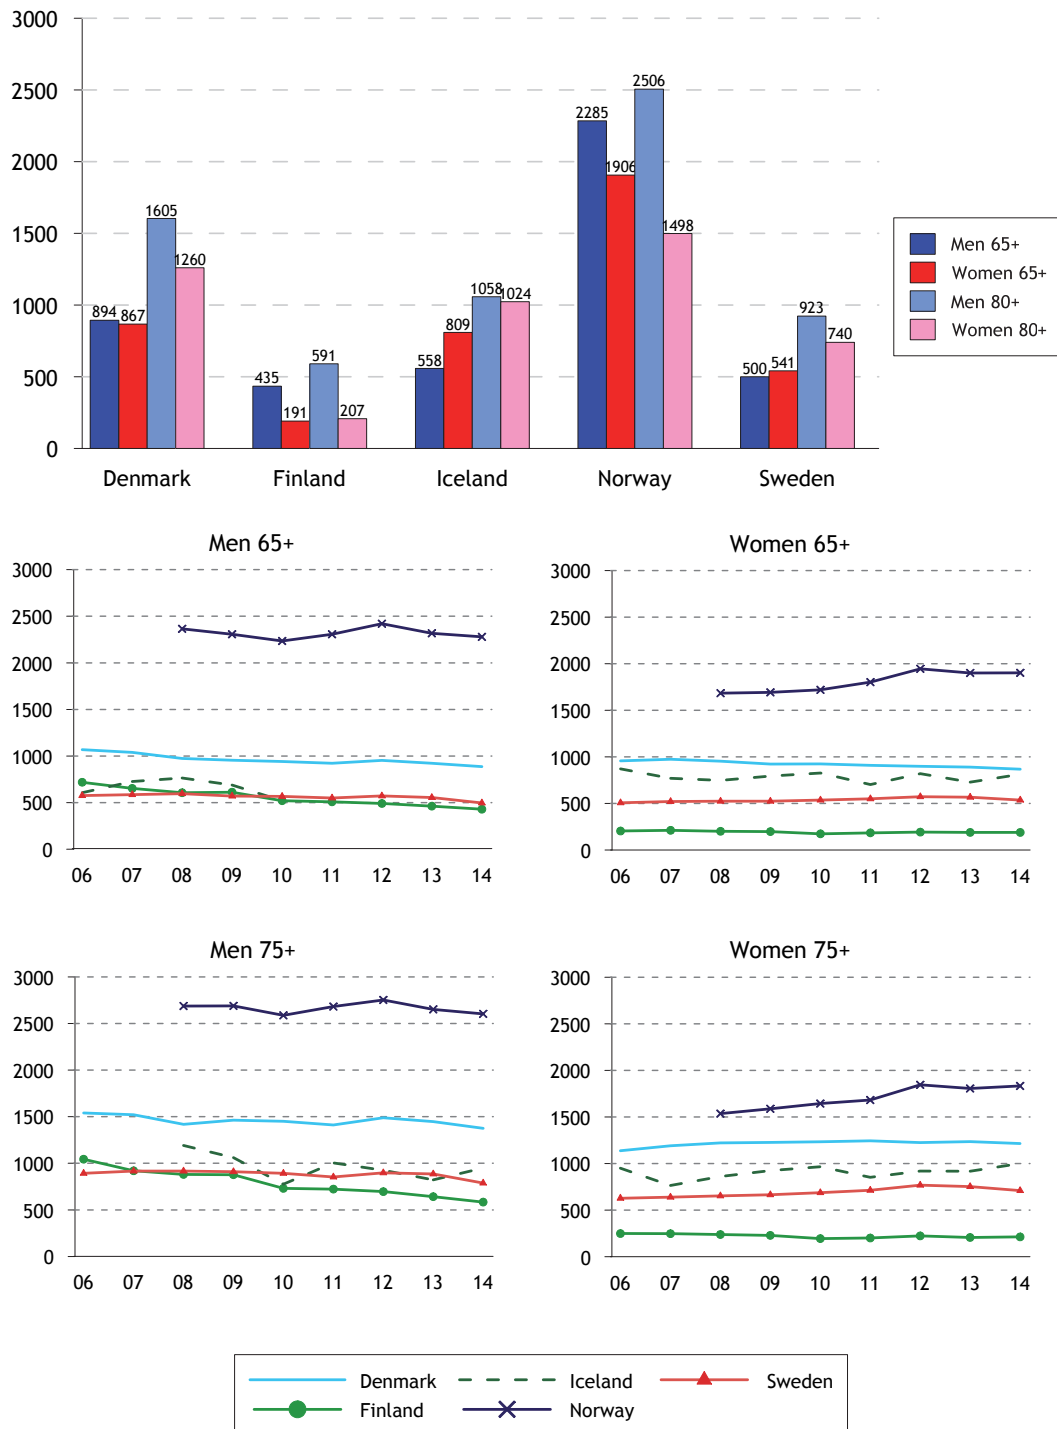 3000
2500
2000
1500
1000
500
0
894 867 1605 1260
435 191 591 207
558 809 1058 1024
2285 1906 2506 1498
500 541 923 740
Denmark Finland Iceland Norway Sweden
Men 65+
Women 65+
Men 80+
Women 80+
Men 65+
3000
2500
2000
1500
1000
500
0
06 07 08 09 10 11 12 13 14
Women 65+
3000
2500
2000
1500
1000
500
0
06 07 08 09 10 11 12 13 14
Men 75+
3000
2500
2000
1500
1000
500
0
06 07 08 09 10 11 12 13 14
Women 75+
3000
2500
2000
1500
1000
500
0
06 07 08 09 10 11 12 13 14
Denmark Iceland Sweden
Finland Norway